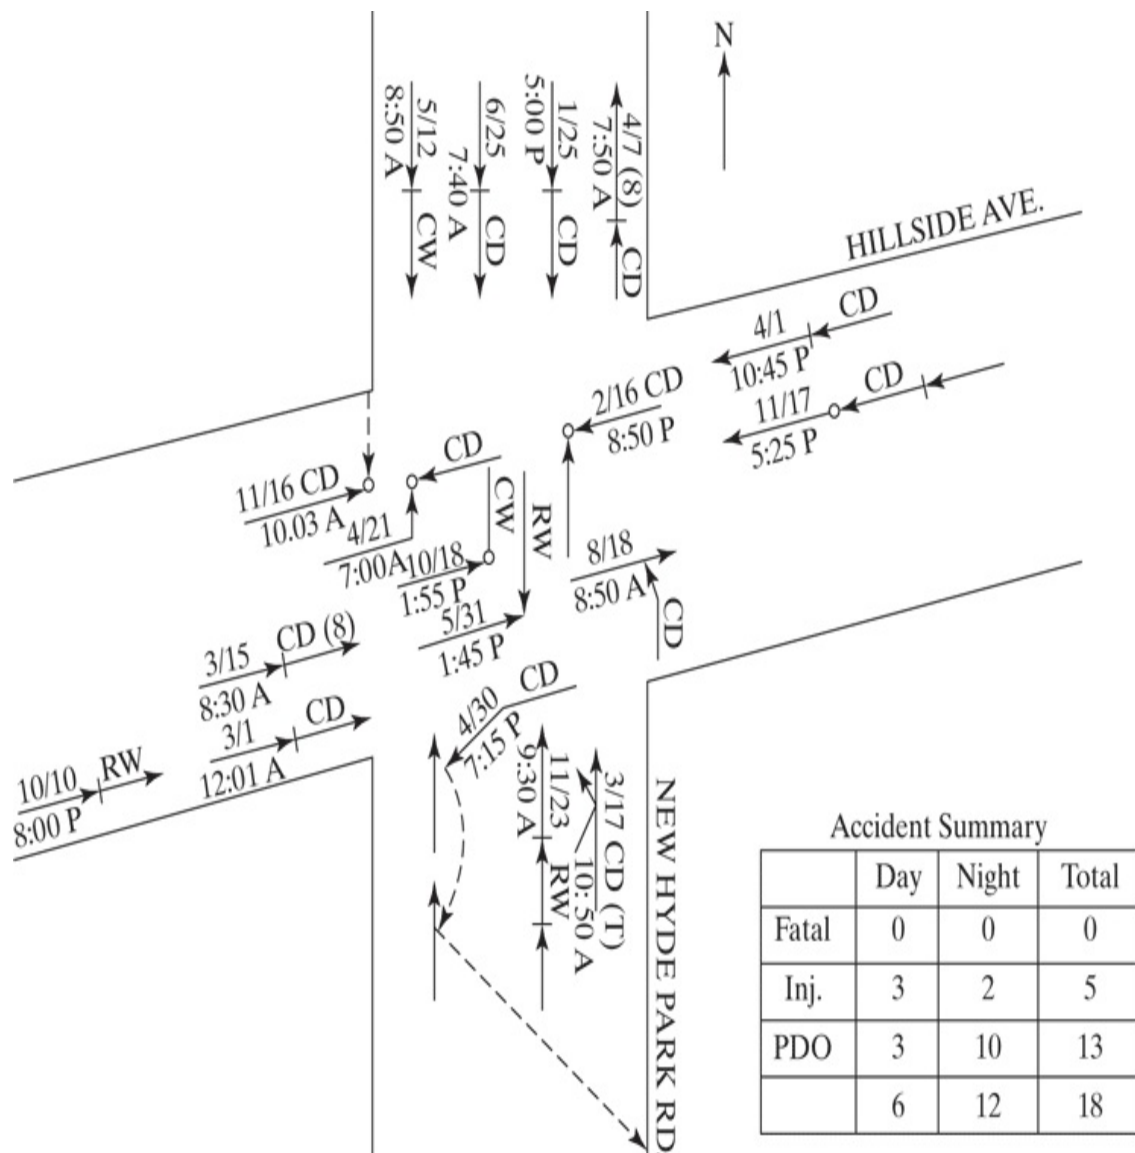 N
HILLSIDE AVE.
5/12
8:50 A
CW
6/25
7:40 A
CD
1/25
5:00 P
CD
4/7 (8)
7:50 A
CD
4/1
CD
10:45 P
11/17
CD
5:25 P
2/16 CD
8:50 P
11/16 CD
10.03 A
CD
4/21
7:00A
CW
10/18
1:55 P
RW
5/31
1:45 P
8/18
8:50 A
CD
3/15
CD (8)
8:30 A
3/1
CD
12:01 A
10/10
RW
8:00 P
CD
4/30
7:15 P
11/23
9:30 A
RW
3/17 CD (T)
10:50 A
NEW HYDE PARK RD
Accident Summary
Day Night Total
Fatal 0 0 0
Inj. 3 2 5
PDO 3 10 13
6 12 18